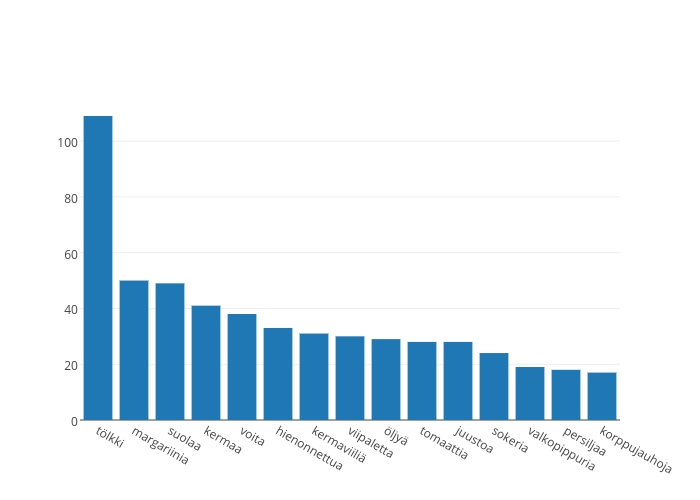 100
80
60
40
20
0
tölkki
margariinia
suolaa
kermaa
voita
hienonnettua
kermaviiliä
viipaletta
öljyä
tomaattia
juustoa
sokeria
valkopippuria
persiljaa
korppujauhoja